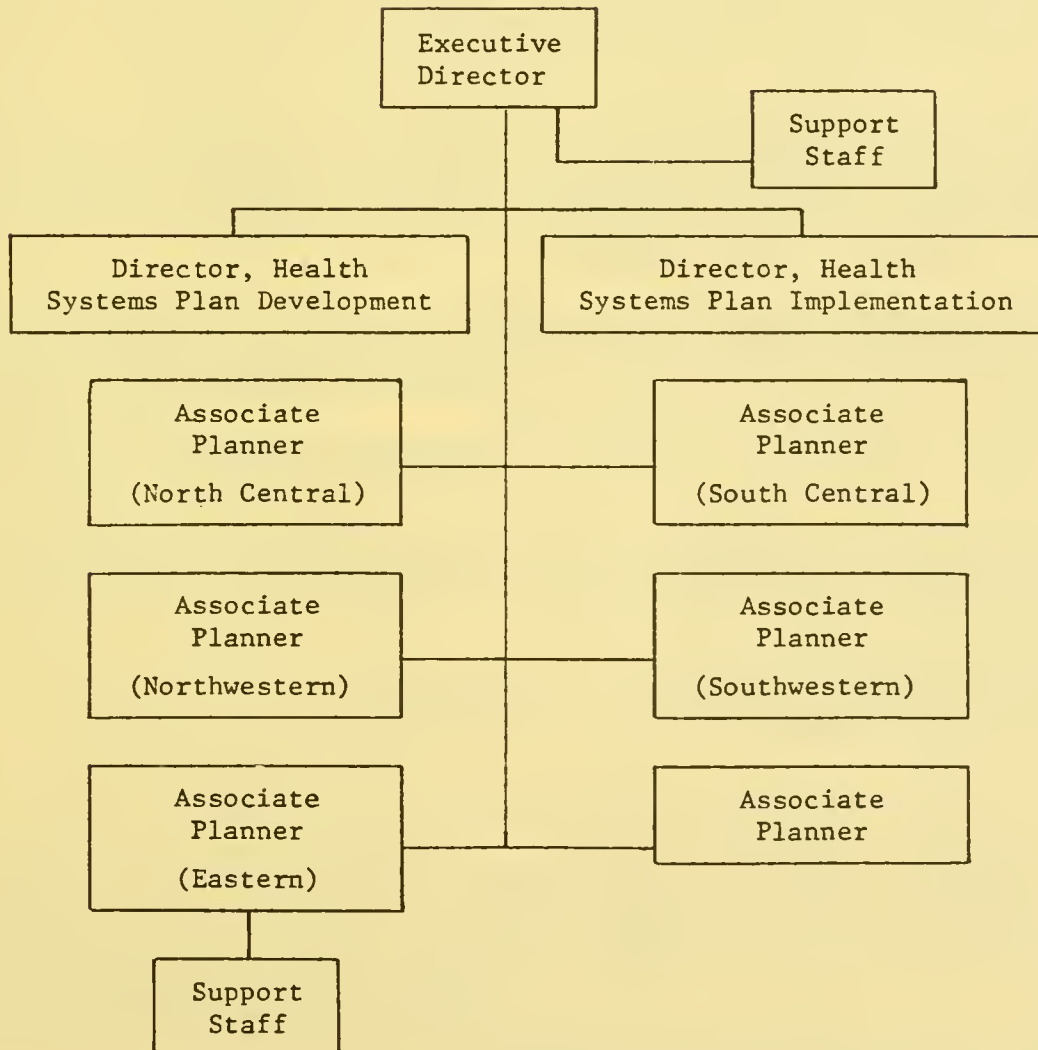 Executive
Director
Support
Staff
Director, Health
Systems Plan Development
Director, Health
Systems Plan Implementation
Associate
Planner
(North Central)
Associate
Planner
(South Central)
Associate
Planner
(Northwestern)
Associate
Planner
(Southwestern)
Associate
Planner
(Eastern)
Associate
Planner
Support
Staff